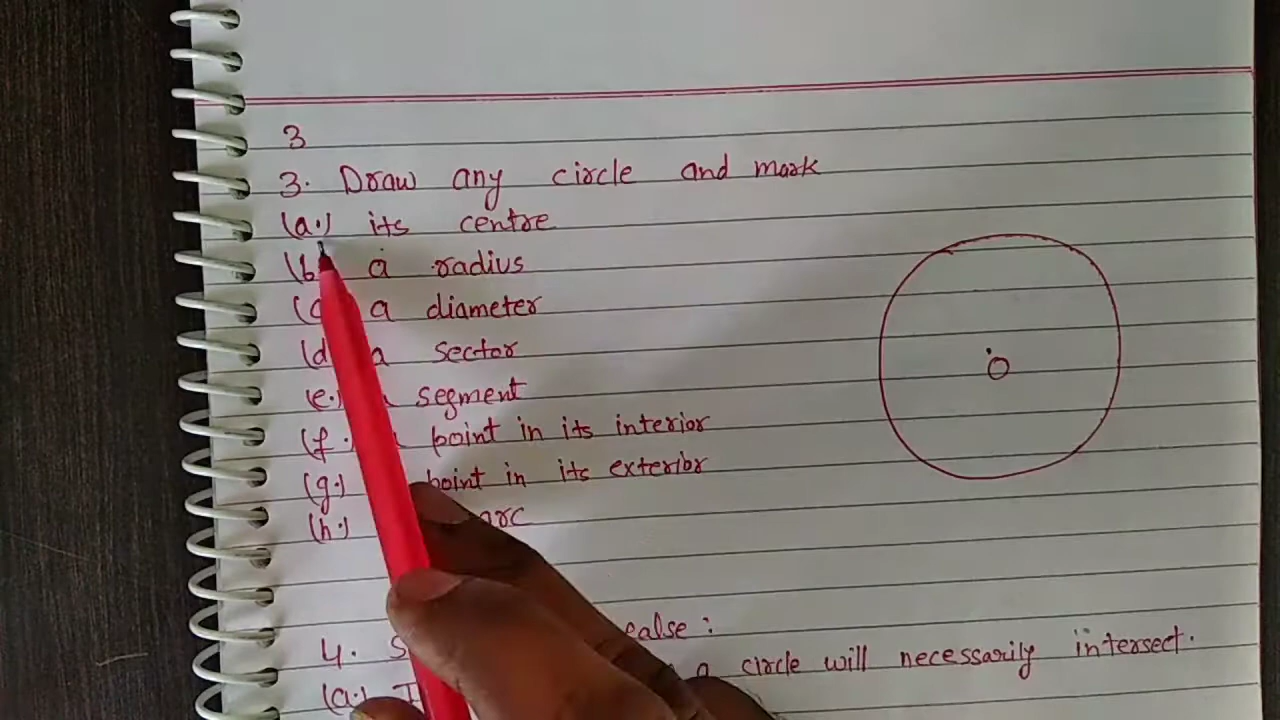 3
3. Draw any circle and mark
(a.) its centre
(b a radius
(c) a diameter
(d a sector
(e.) segment
(f.) point in its interior
(g.) point in its exterior
(h.) arc
O
4. S ealse :
(a.) I a circle will necessarily intersect.